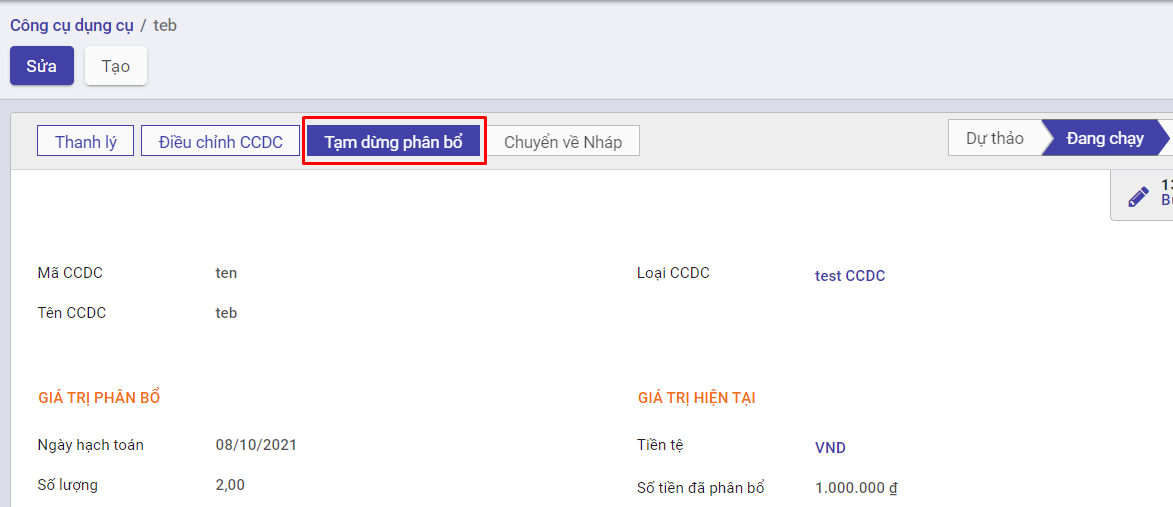 Công cụ dụng cụ / teb
Sửa Tạo
Thanh lý Điều chỉnh CCDC Tạm dừng phân bổ Chuyển về Nháp Dự thảo Đang chạy
Mã CCDC ten Loại CCDC test CCDC
Tên CCDC teb
GIÁ TRỊ PHÂN BỔ GIÁ TRỊ HIỆN TẠI
Ngày hạch toán 08/10/2021 Tiền tệ VND
Số lượng 2,00 Số tiền đã phân bổ 1.000.000 ₫